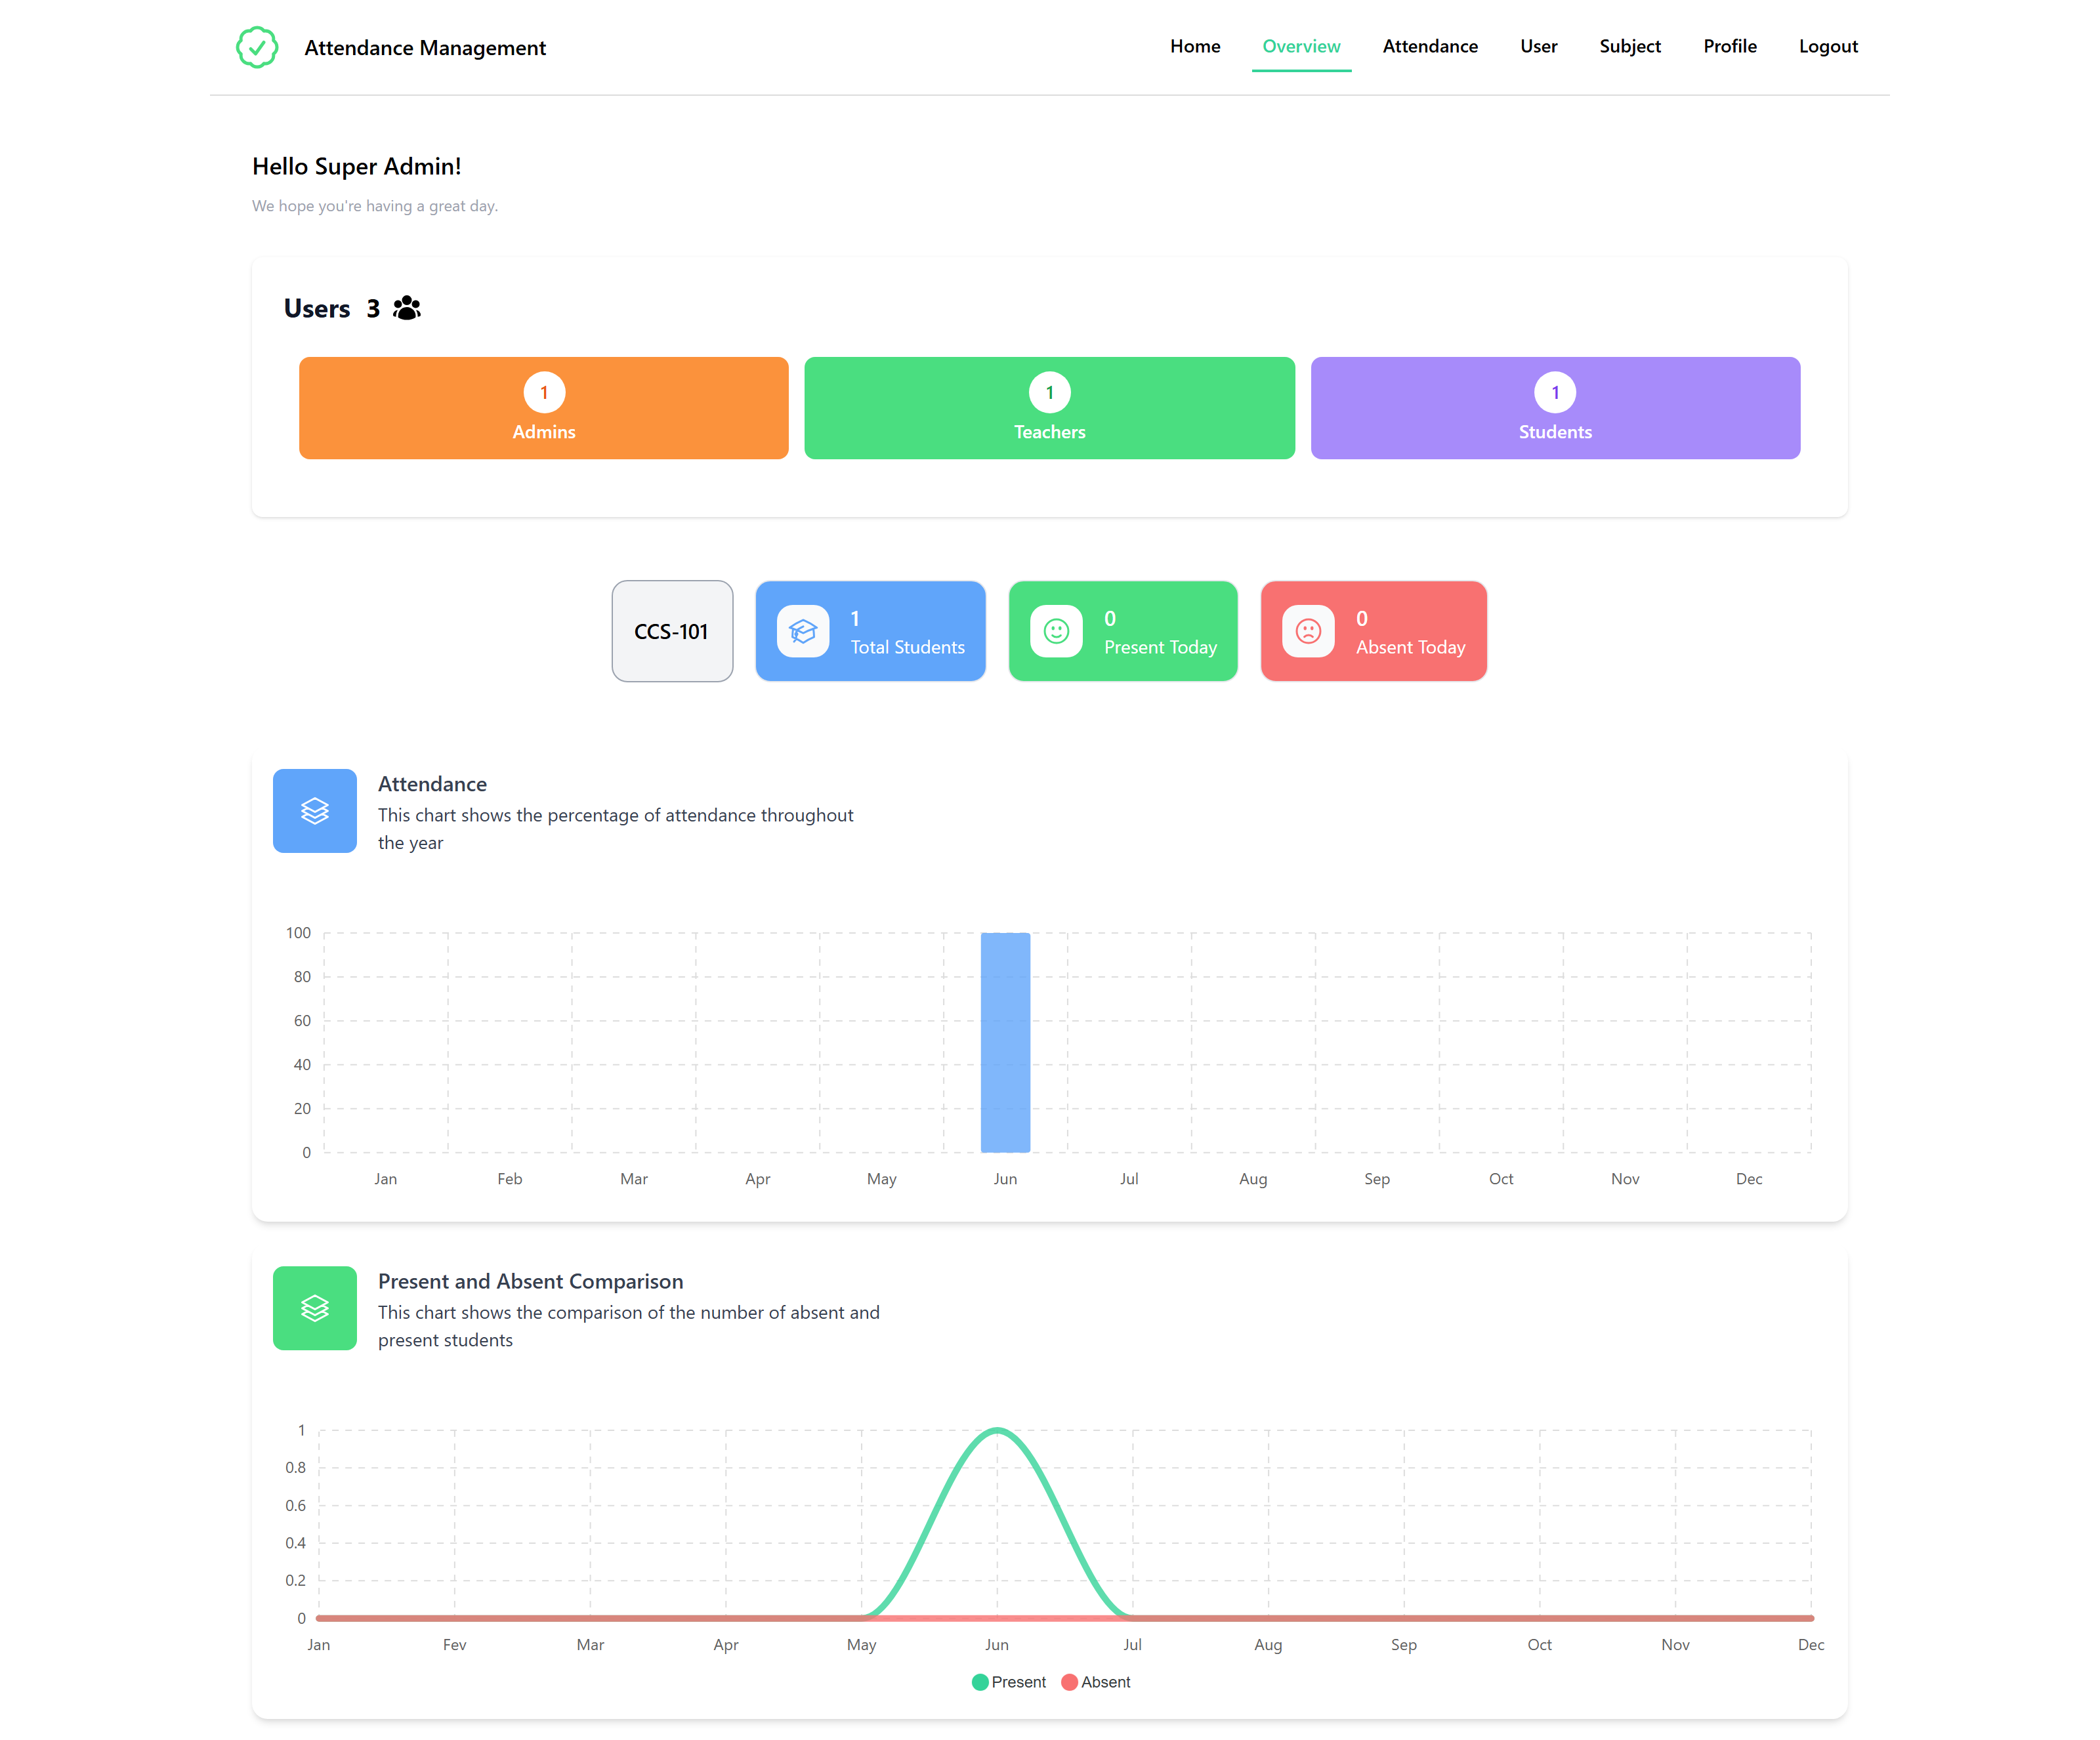 Attendance Management
Home Overview Attendance User Subject Profile Logout
Hello Super Admin!
We hope you're having a great day.
Users 3
1
Admins
1
Teachers
1
Students
CCS-101
1
Total Students
0
Present Today
0
Absent Today
Attendance
This chart shows the percentage of attendance throughout
the year
100
80
60
40
20
0
Jan Feb Mar Apr May Jun Jul Aug Sep Oct Nov Dec
Present and Absent Comparison
This chart shows the comparison of the number of absent and
present students
1
0.8
0.6
0.4
0.2
0
Jan Fev Mar Apr May Jun Jul Aug Sep Oct Nov Dec
Present Absent